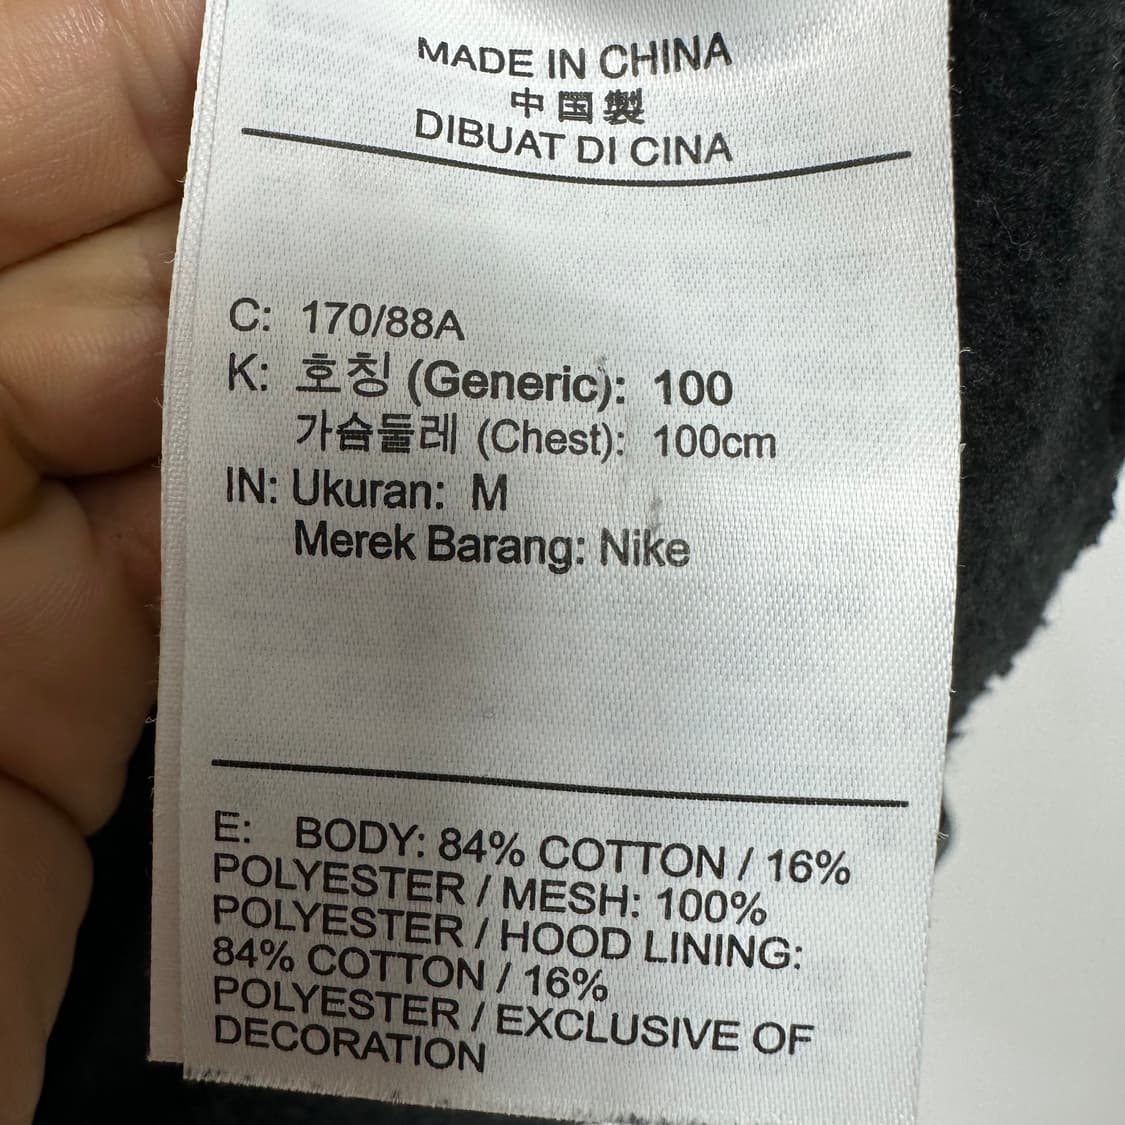 MADE IN CHINA
中国製
DIBUAT DI CINA
C: 170/88A
K: 호칭 (Generic): 100
가슴둘레 (Chest): 100cm
IN: Ukuran: M
Merek Barang: Nike
E: BODY: 84% COTTON / 16%
POLYESTER / MESH: 100%
POLYESTER / HOOD LINING:
84% COTTON / 16%
POLYESTER / EXCLUSIVE OF
DECORATION